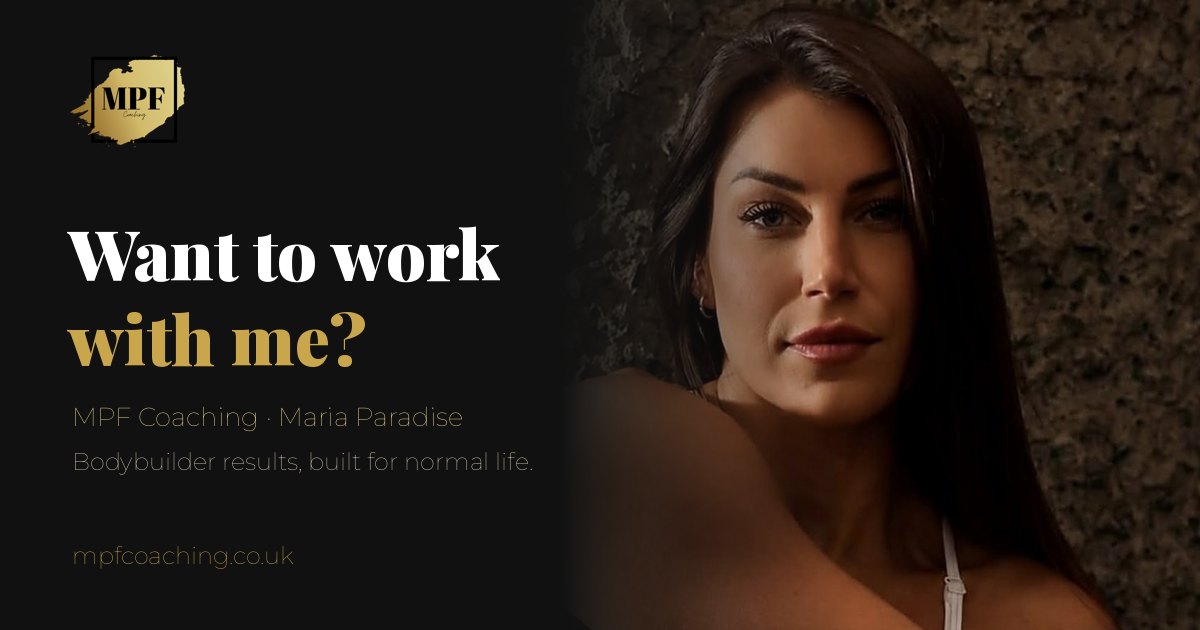 MPF
Coaching
Want to work
with me?
MPF Coaching · Maria Paradise
Bodybuilder results, built for normal life.
mpfcoaching.co.uk